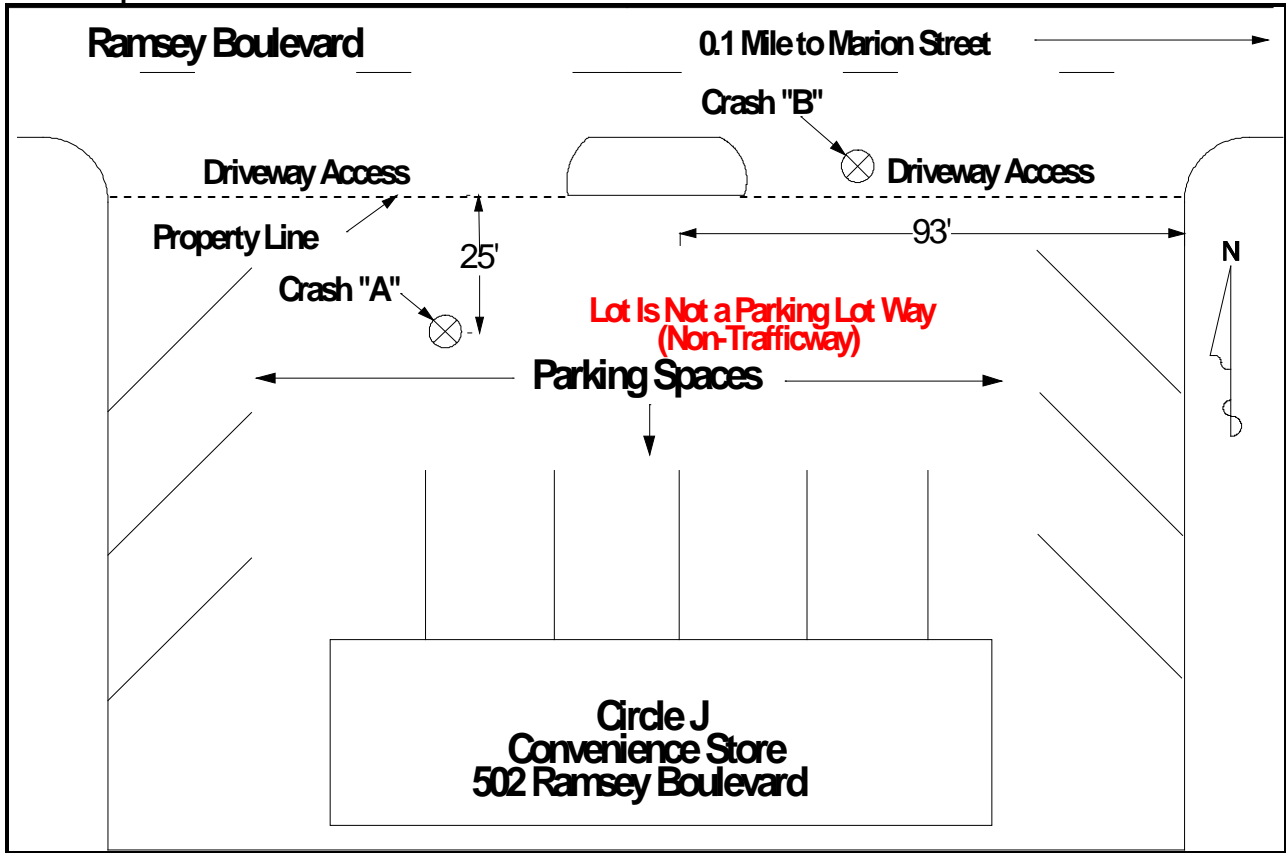 Ramsey Boulevard
0.1 Mile to Marion Street
Crash "B"
Driveway Access
Driveway Access
Property Line
25'
93'
N
Crash "A"
Lot Is Not a Parking Lot Way
(Non-Trafficway)
Parking Spaces
Circle J
Convenience Store
502 Ramsey Boulevard